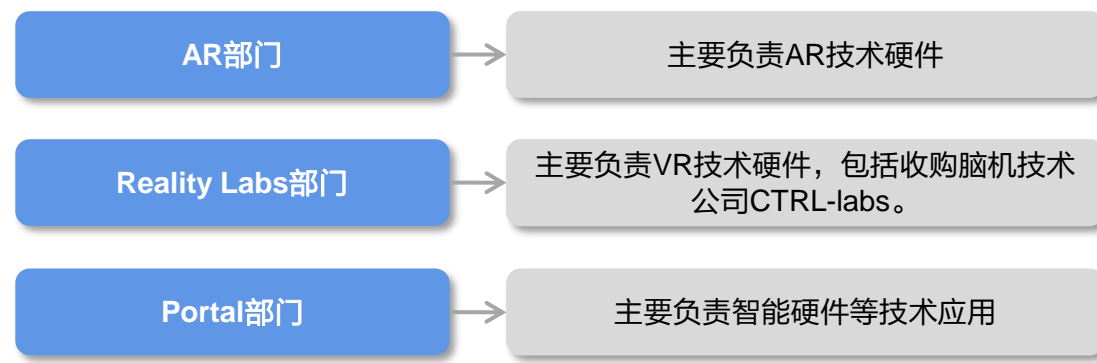 AR部门
主要负责AR技术硬件
Reality Labs部门
主要负责VR技术硬件，包括收购脑机技术
公司CTRL-labs。
Portal部门
主要负责智能硬件等技术应用